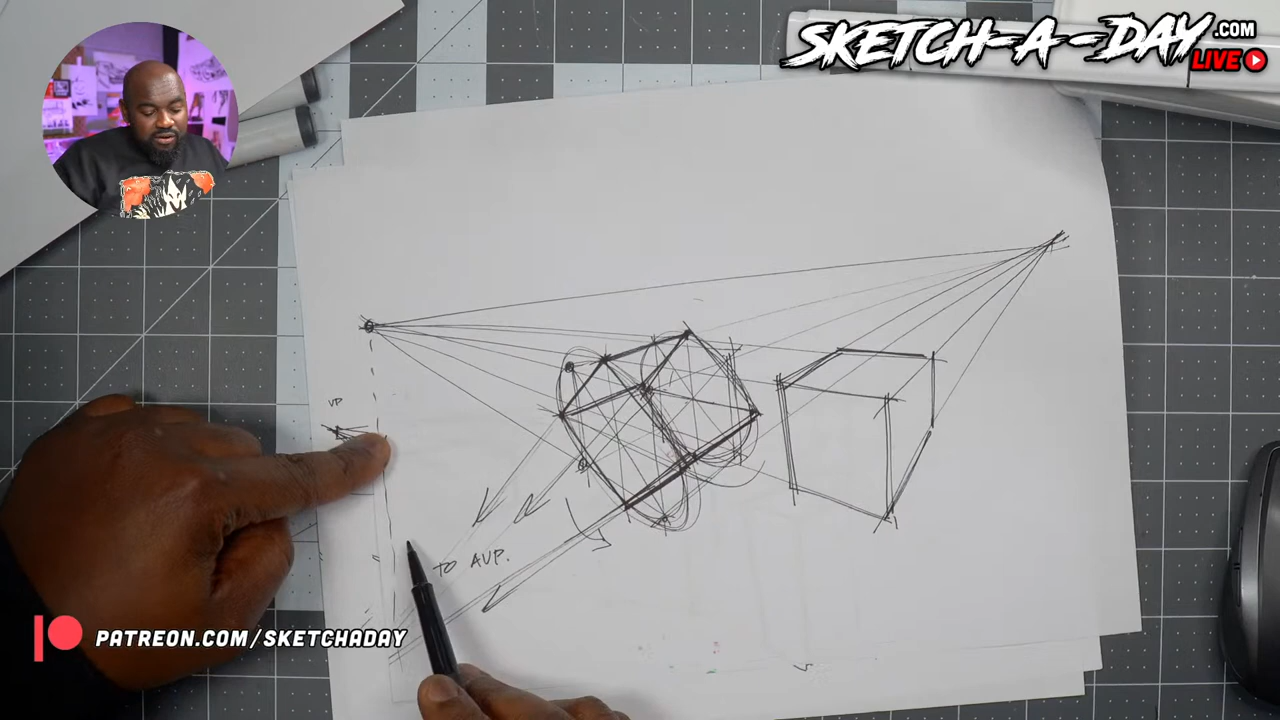 SKETCH-A-DAY.COM
LIVE
VP
TO AVP.
PATREON.COM/SKETCHADAY